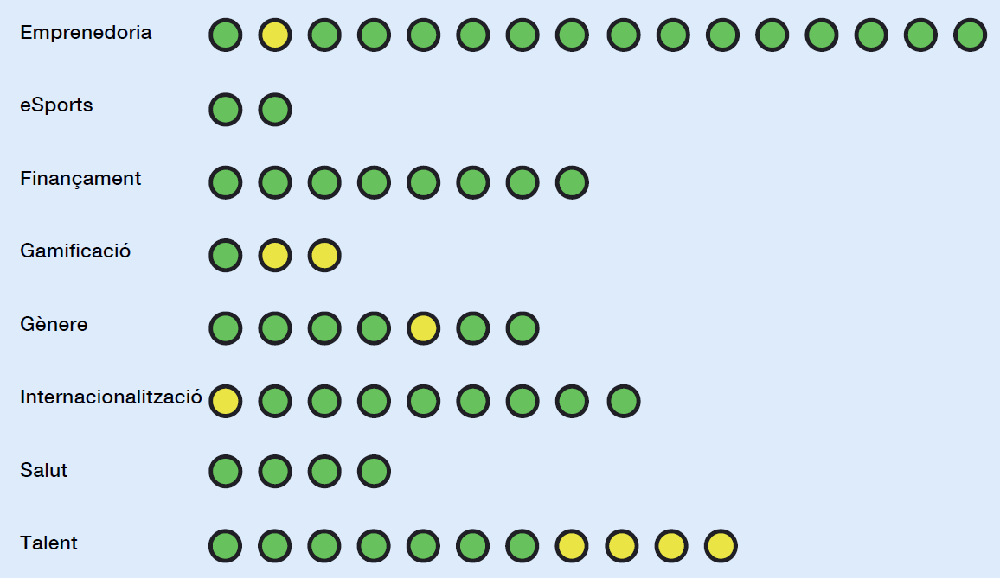 Emprenedoria
eSports
Finançament
Gamificació
Gènere
Internacionalització
Salut
Talent